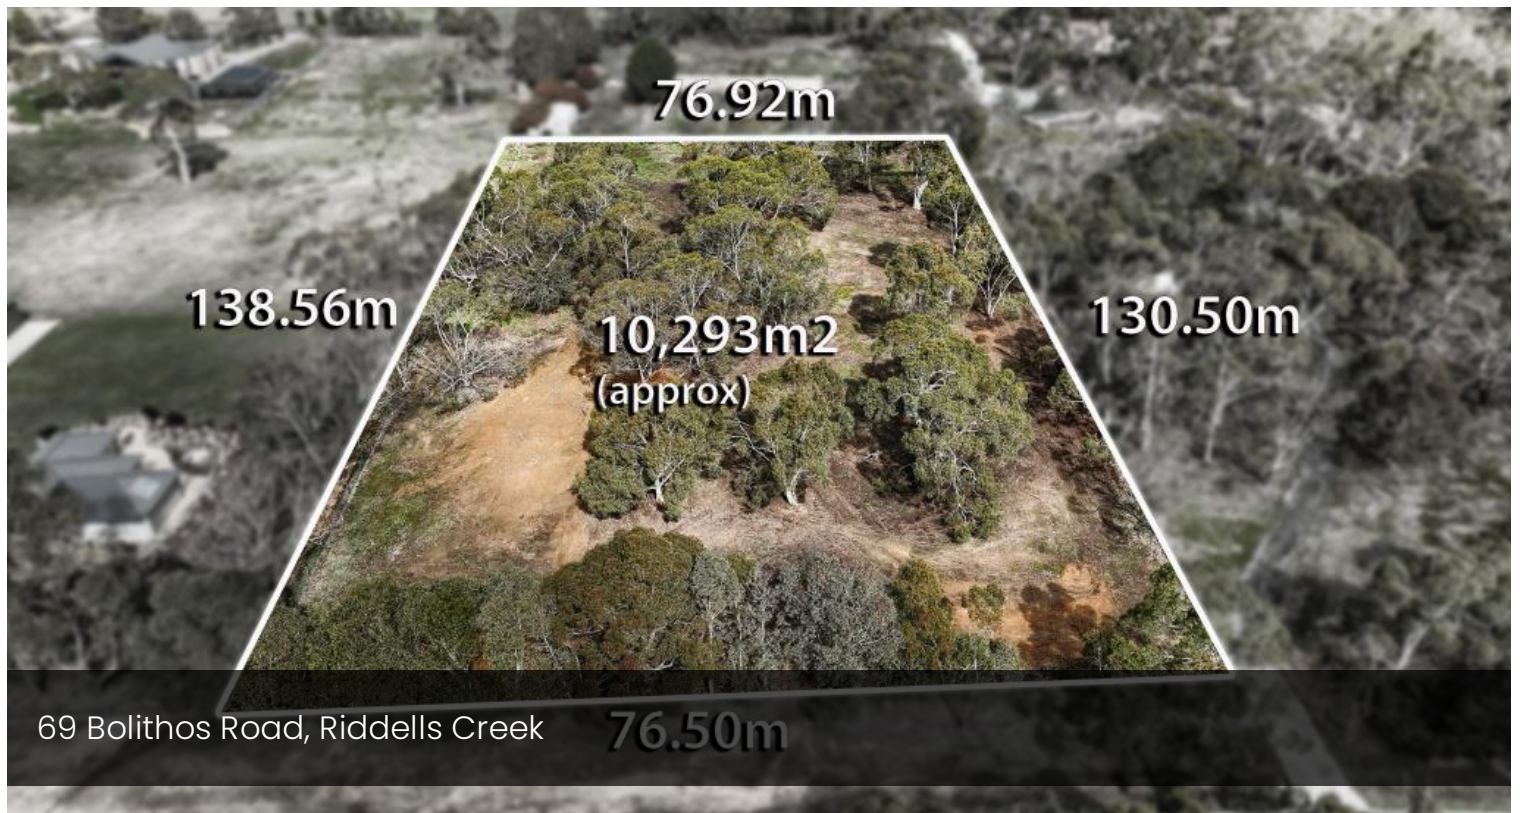 76.92m
138.56m
130.50m
10,293m2
(approx)
69 Bolithos Road, Riddells Creek
76.50m